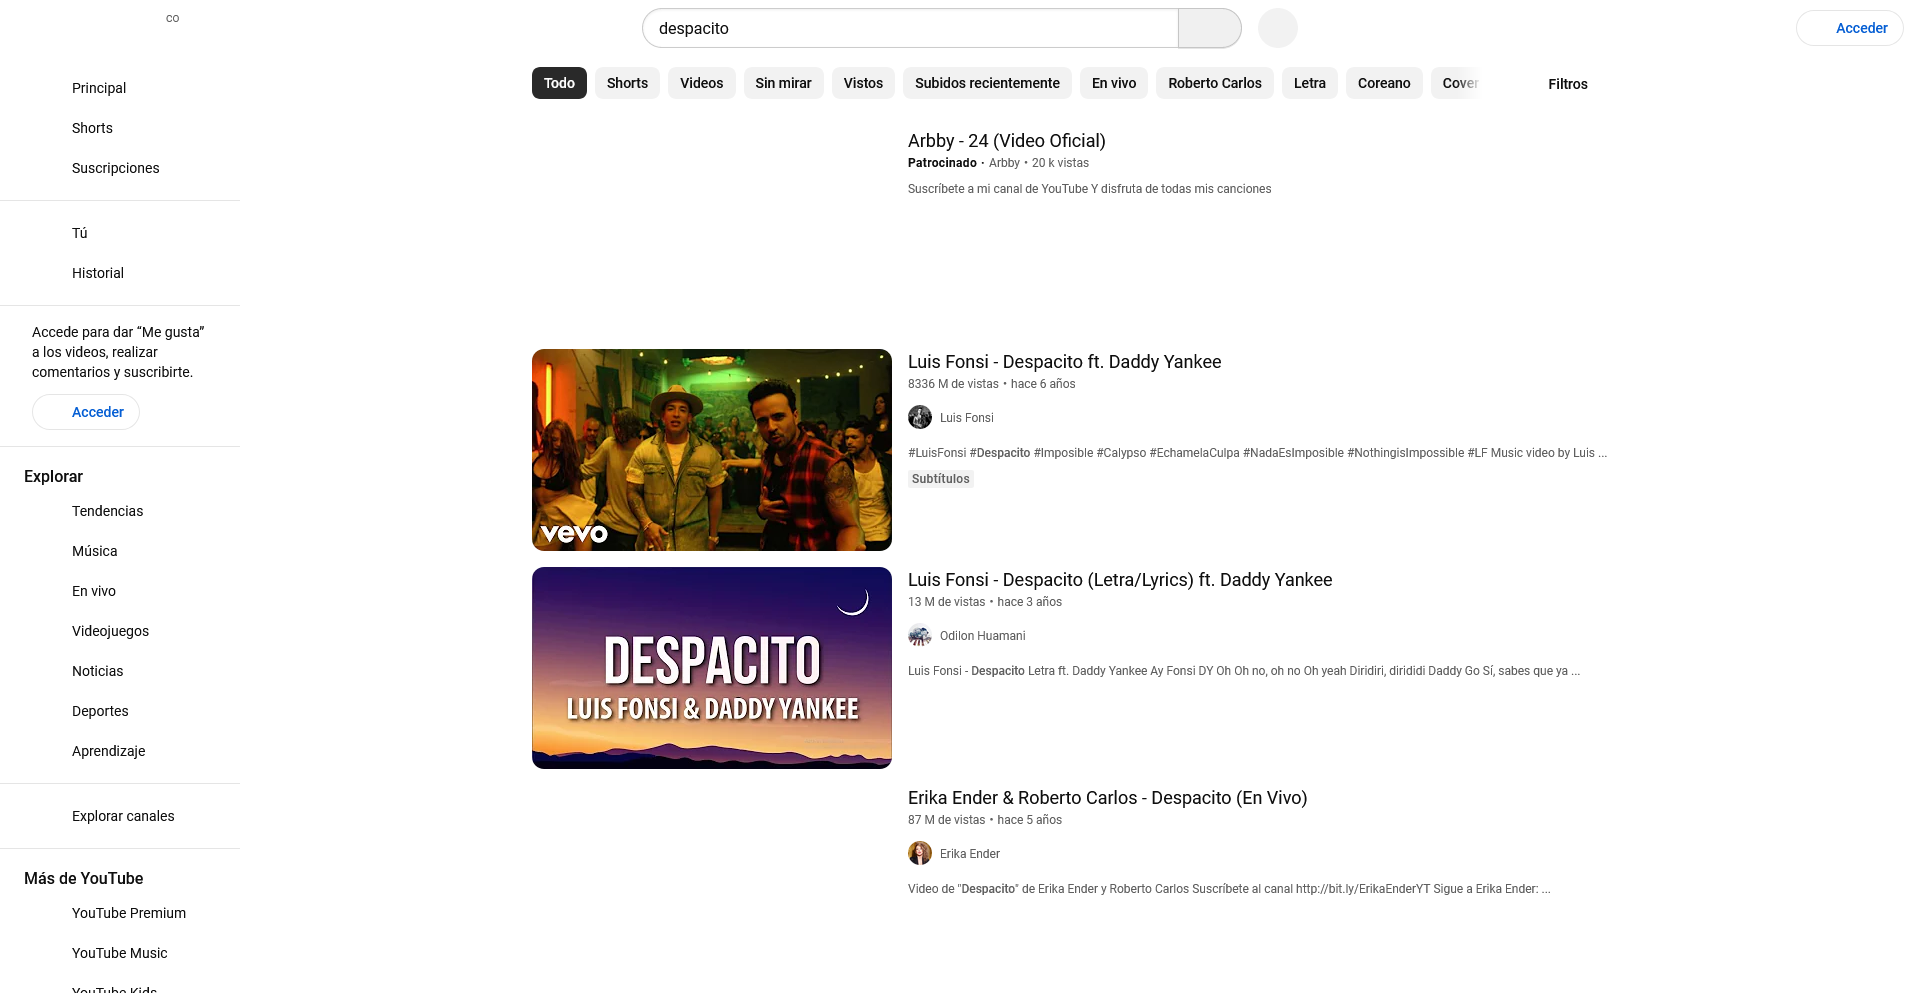 CO
despacito
Acceder
Principal
Shorts
Suscripciones
Tú
Historial
Accede para dar “Me gusta”
a los videos, realizar
comentarios y suscribirte.
Acceder
Explorar
Tendencias
Música
En vivo
Videojuegos
Noticias
Deportes
Aprendizaje
Explorar canales
Más de YouTube
YouTube Premium
YouTube Music
YouTube Kids
Todo Shorts Videos Sin mirar Vistos Subidos recientemente En vivo Roberto Carlos Letra Coreano Cover Filtros
Arbby - 24 (Video Oficial)
Patrocinado • Arbby • 20 k vistas
Suscríbete a mi canal de YouTube Y disfruta de todas mis canciones
vevo
Luis Fonsi - Despacito ft. Daddy Yankee
8336 M de vistas • hace 6 años
Luis Fonsi
#LuisFonsi #Despacito #Imposible #Calypso #EchamelaCulpa #NadaEsImposible #NothingisImpossible #LF Music video by Luis ...
Subtítulos
DESPACITO
LUIS FONSI & DADDY YANKEE
Luis Fonsi - Despacito (Letra/Lyrics) ft. Daddy Yankee
13 M de vistas • hace 3 años
Odilon Huamani
Luis Fonsi - Despacito Letra ft. Daddy Yankee Ay Fonsi DY Oh Oh no, oh no Oh yeah Diridiri, dirididi Daddy Go Sí, sabes que ya ...
Erika Ender & Roberto Carlos - Despacito (En Vivo)
87 M de vistas • hace 5 años
Erika Ender
Video de "Despacito" de Erika Ender y Roberto Carlos Suscríbete al canal http://bit.ly/ErikaEnderYT Sigue a Erika Ender: ...